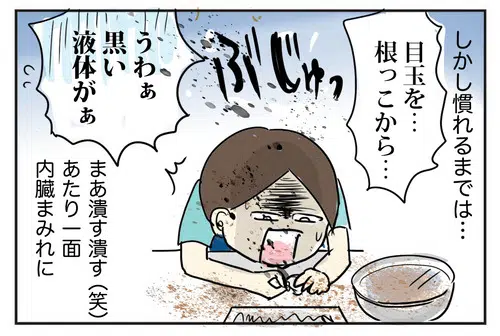 しかし慣れるまでは…
目玉を…
根っこから…
ぶじゅっ
うわぁ
黒い
液体がぁ
まあ潰す潰す（笑）
あたり一面
内臓まみれに